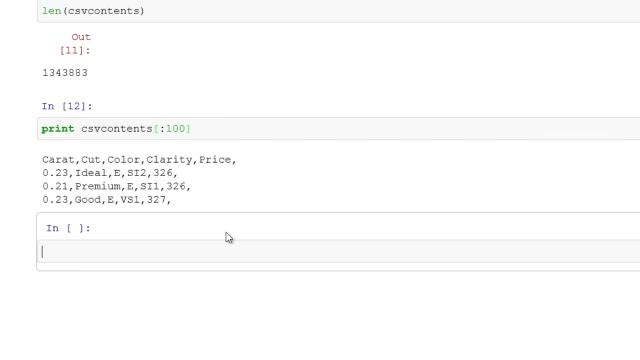 len(csvcontents)
Out
[11]:
1343883
In [12]:
print csvcontents[:100]
Carat,Cut,Color,Clarity,Price,
0.23,Ideal,E,SI2,326,
0.21,Premium,E,SI1,326,
0.23,Good,E,VS1,327,
In [ ]: